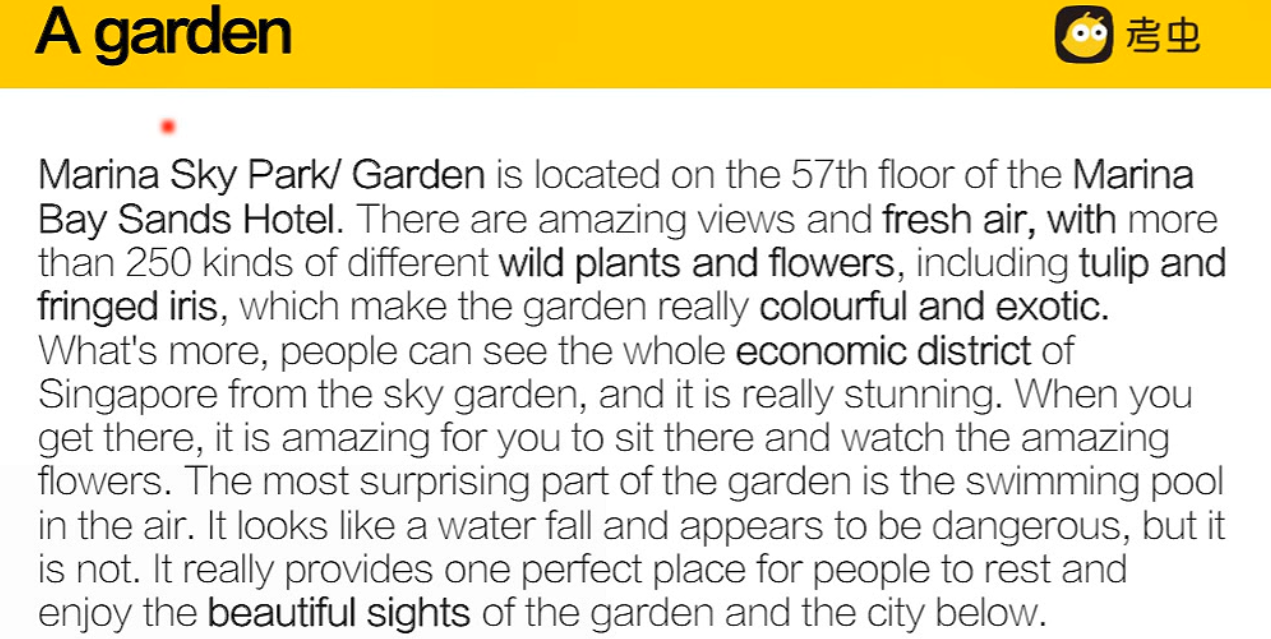 A garden
考虫
Marina Sky Park/ Garden is located on the 57th floor of the Marina
Bay Sands Hotel. There are amazing views and fresh air, with more
than 250 kinds of different wild plants and flowers, including tulip and
fringed iris, which make the garden really colourful and exotic.
What's more, people can see the whole economic district of
Singapore from the sky garden, and it is really stunning. When you
get there, it is amazing for you to sit there and watch the amazing
flowers. The most surprising part of the garden is the swimming pool
in the air. It looks like a water fall and appears to be dangerous, but it
is not. It really provides one perfect place for people to rest and
enjoy the beautiful sights of the garden and the city below.